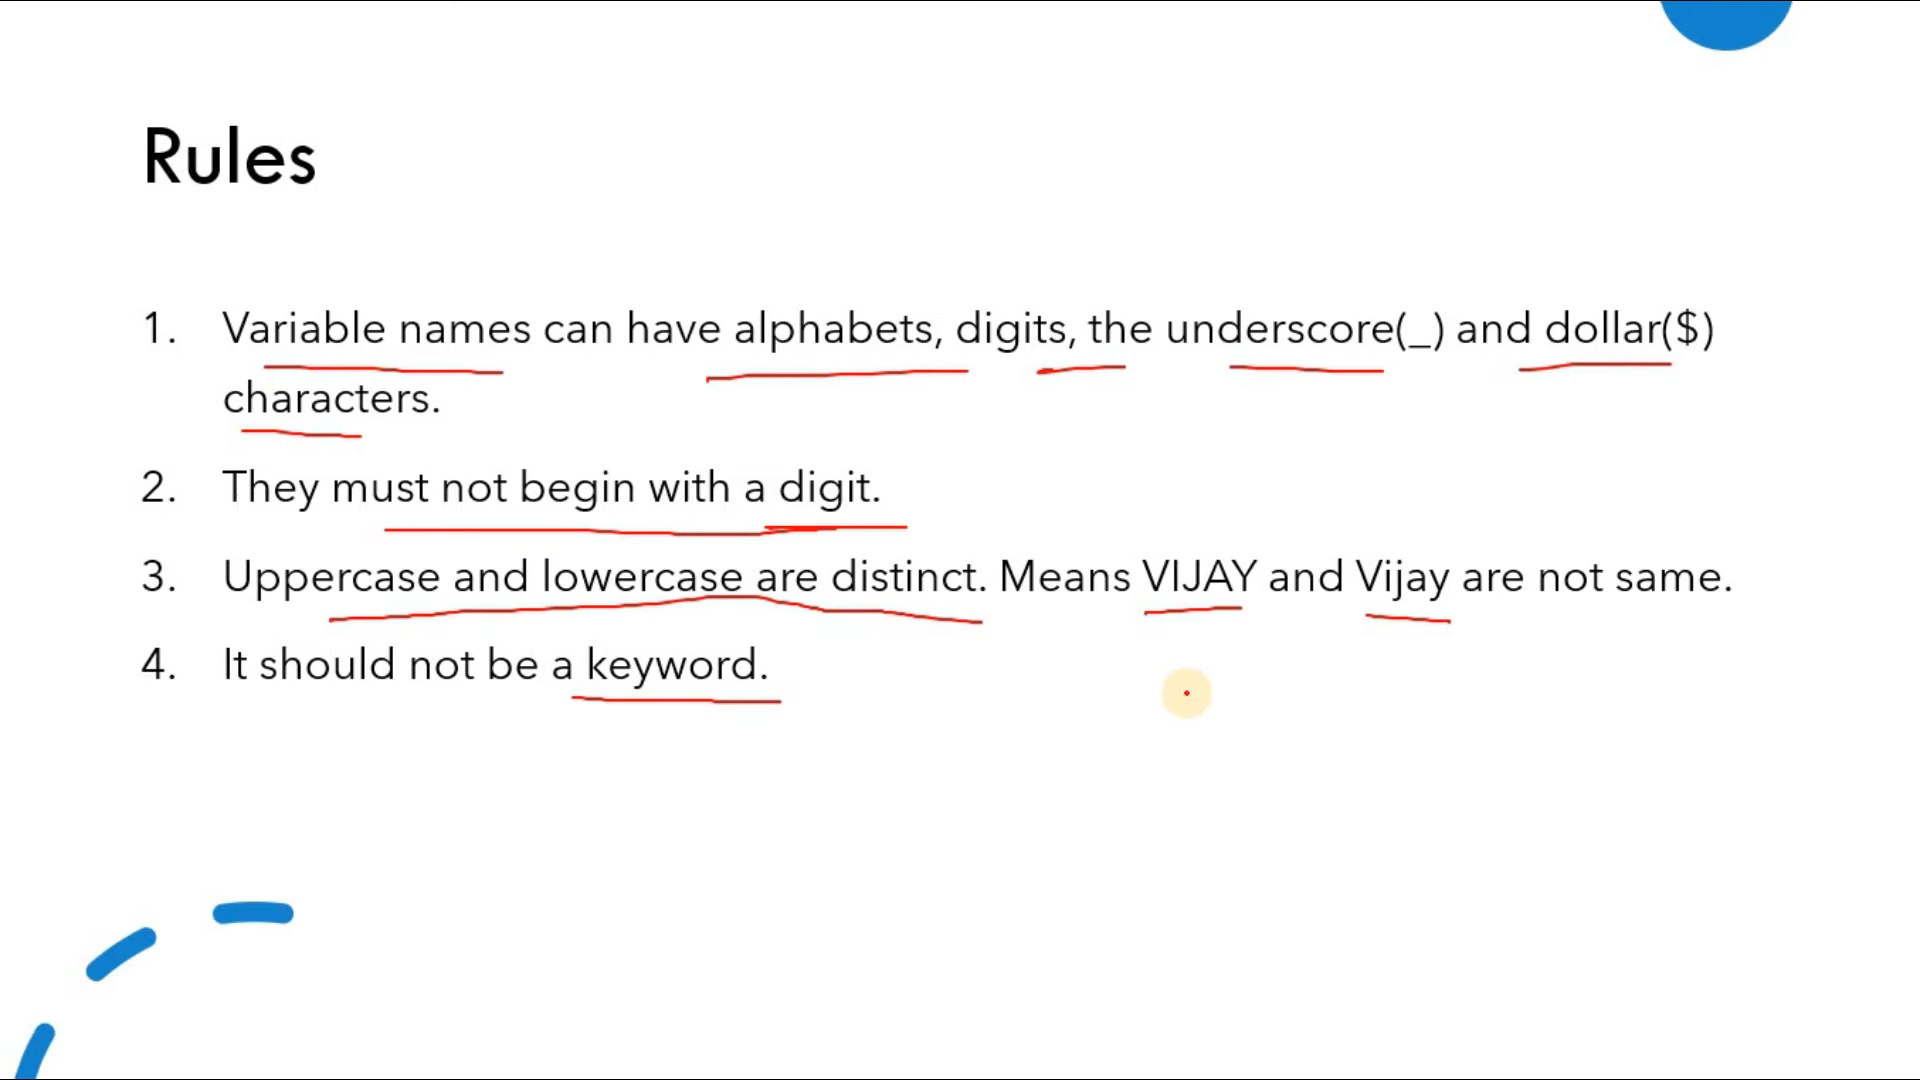 Rules
1. Variable names can have alphabets, digits, the underscore(_) and dollar($)
characters.
2. They must not begin with a digit.
3. Uppercase and lowercase are distinct. Means VIJAY and Vijay are not same.
4. It should not be a keyword.